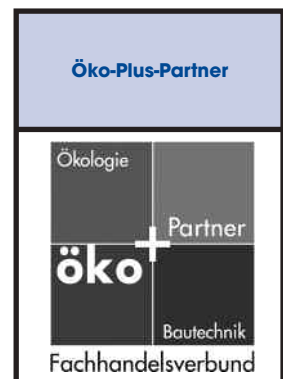 Öko-Plus-Partner
Ökologie
Partner
öko+
Bautechnik
Fachhandelsverbund